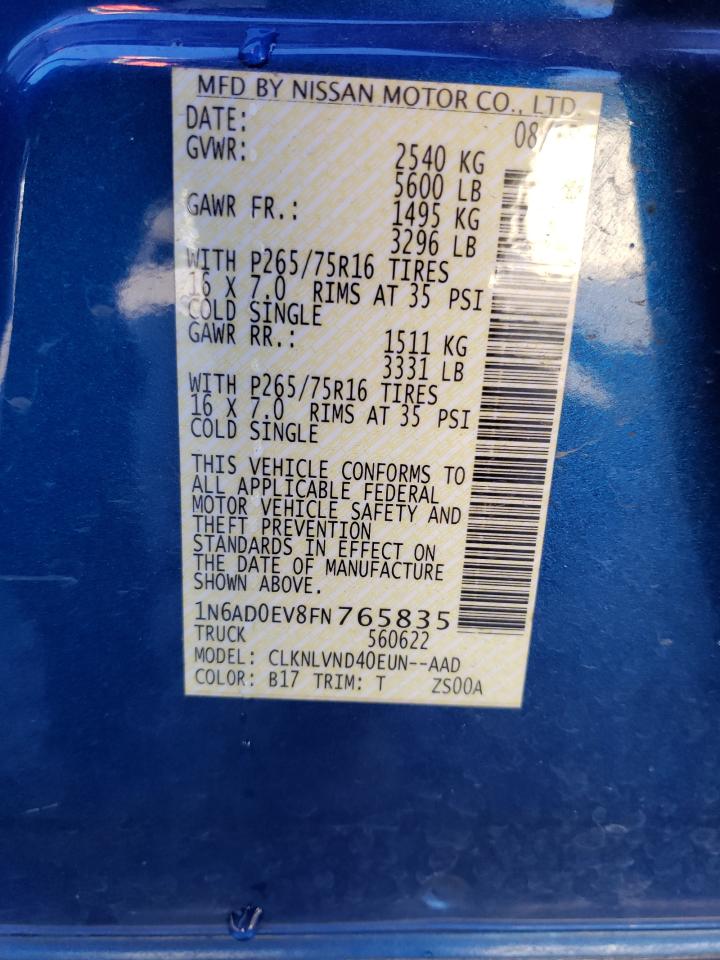 MFD BY NISSAN MOTOR CO., LTD.
DATE: 08/
GVWR: 2540 KG
5600 LB
GAWR FR.: 1495 KG
3296 LB
WITH P265/75R16 TIRES
16 X 7.0 RIMS AT 35 PSI
COLD SINGLE
GAWR RR.: 1511 KG
3331 LB
WITH P265/75R16 TIRES
16 X 7.0 RIMS AT 35 PSI
COLD SINGLE
THIS VEHICLE CONFORMS TO
ALL APPLICABLE FEDERAL
MOTOR VEHICLE SAFETY AND
THEFT PREVENTION
STANDARDS IN EFFECT ON
THE DATE OF MANUFACTURE
SHOWN ABOVE.
1N6AD0EV8FN765835
TRUCK 560622
MODEL: CLKNLVND40EUN--AAD
COLOR: B17 TRIM: T ZS00A